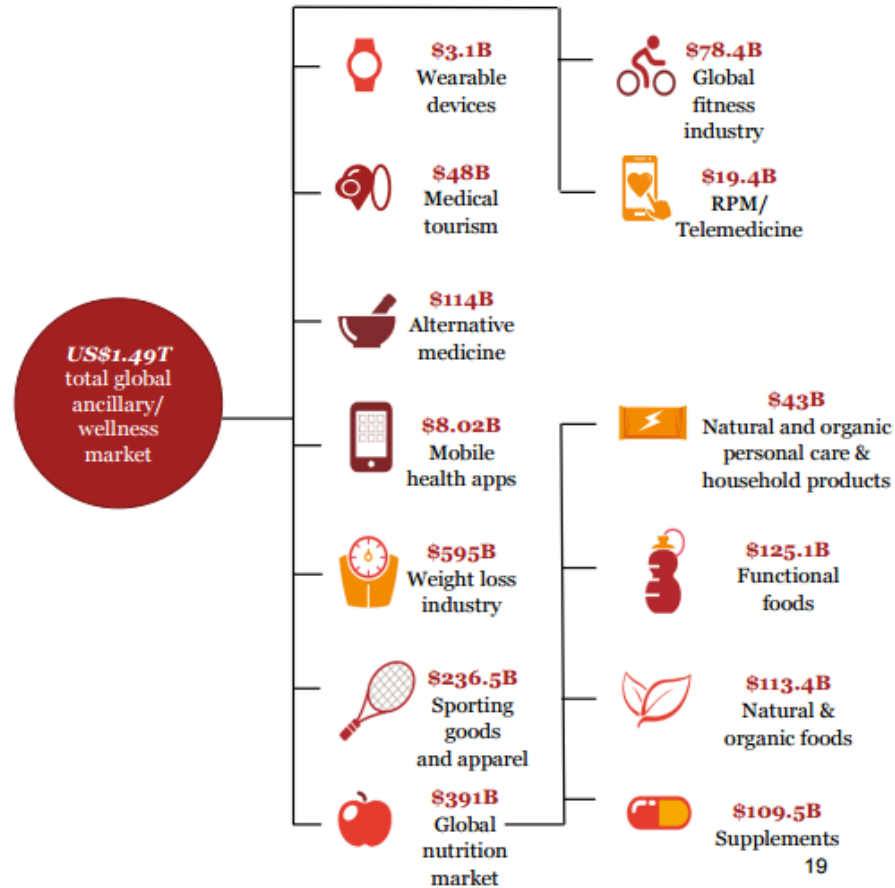 US$1.49T
total global
ancillary/
wellness
market
$3.1B
Wearable
devices
$48B
Medical
tourism
$114B
Alternative
medicine
$8.02B
Mobile
health apps
$595B
Weight loss
industry
$236.5B
Sporting
goods
and apparel
$391B
Global
nutrition
market
$78.4B
Global
fitness
industry
$19.4B
RPM/
Telemedicine
$43B
Natural and organic
personal care &
household products
$125.1B
Functional
foods
$113.4B
Natural &
organic foods
$109.5B
Supplements
19